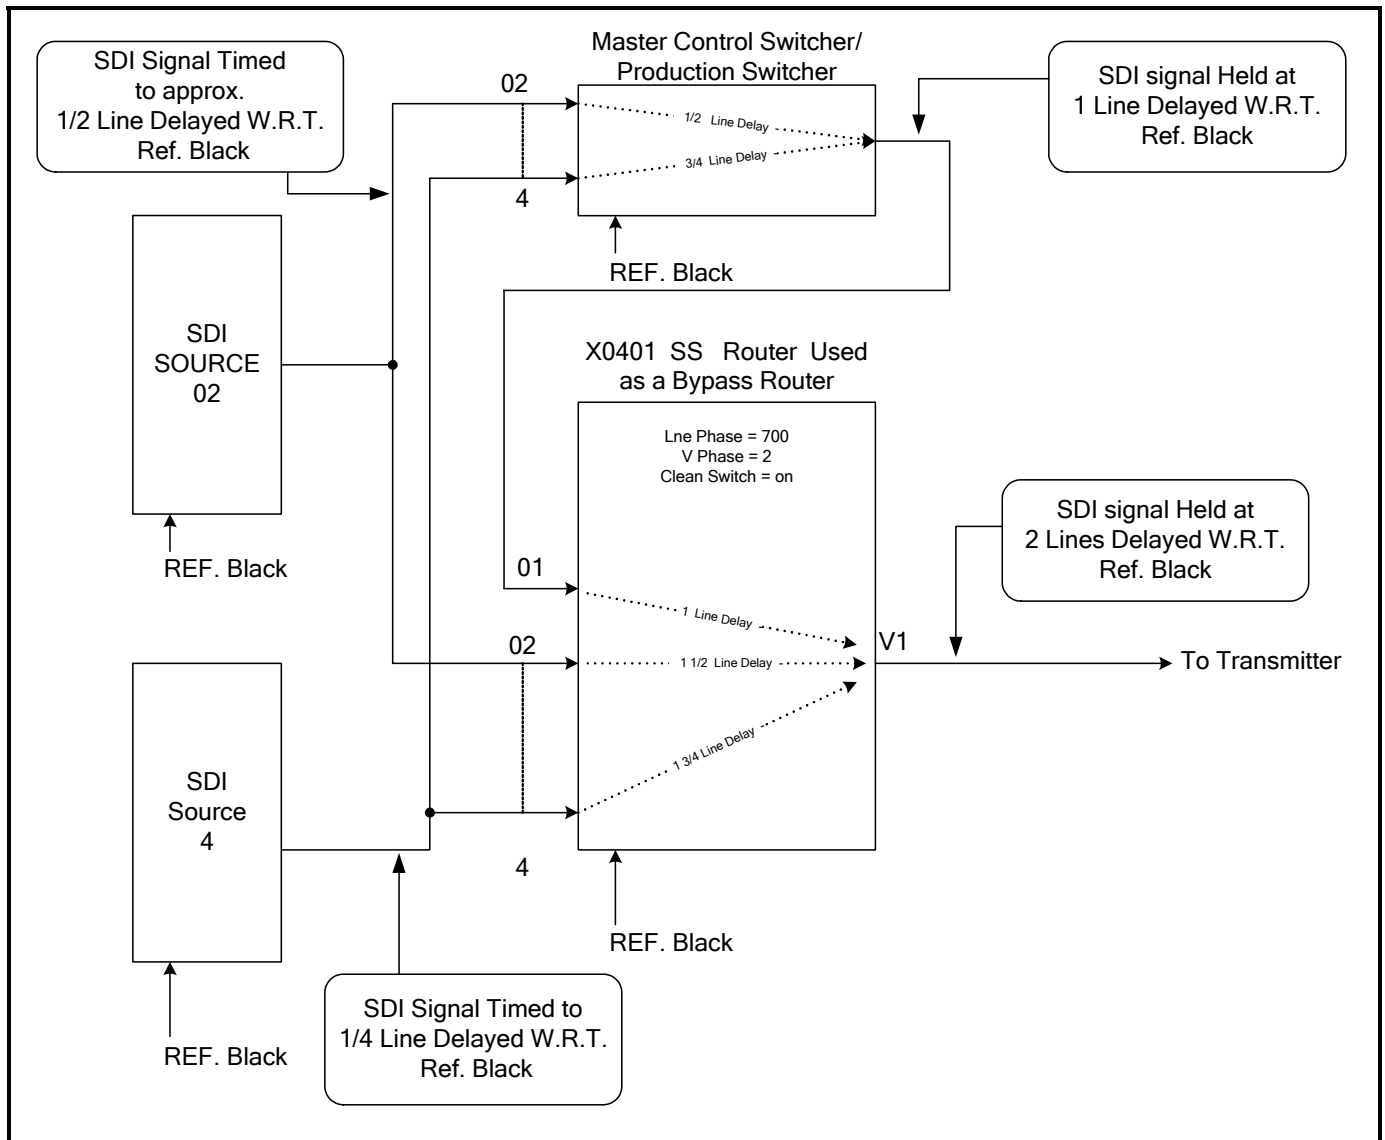 SDI Signal Timed
to approx.
1/2 Line Delayed W.R.T.
Ref. Black
Master Control Switcher/
Production Switcher
SDI signal Held at
1 Line Delayed W.R.T.
Ref. Black
02
1/2 Line Delay
3/4 Line Delay
4
REF. Black
SDI
SOURCE
02
REF. Black
X0401 SS Router Used
as a Bypass Router
Lne Phase = 700
V Phase = 2
Clean Switch = on
SDI signal Held at
2 Lines Delayed W.R.T.
Ref. Black
01
1 Line Delay
02
1 1/2 Line Delay
V1
To Transmitter
1 3/4 Line Delay
SDI
Source
4
4
REF. Black
REF. Black
SDI Signal Timed to
1/4 Line Delayed W.R.T.
Ref. Black